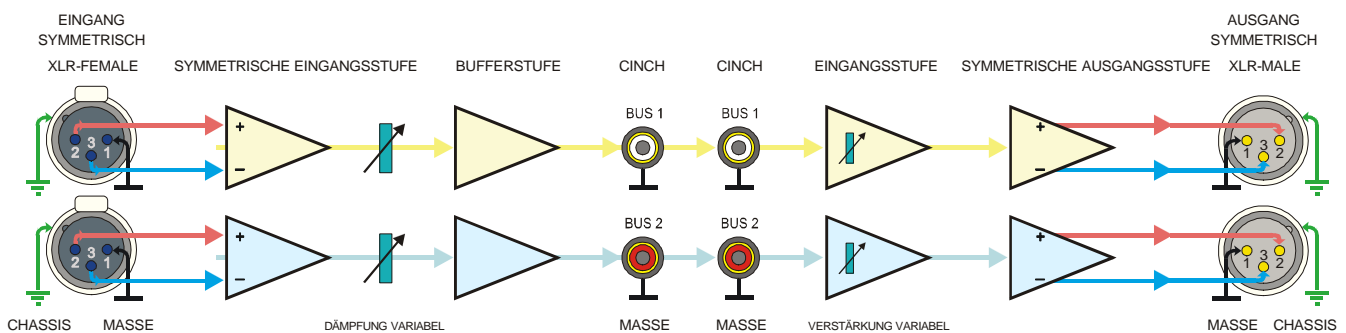 EINGANG
SYMMETRISCH
XLR-FEMALE
SYMMETRISCHE EINGANGSSTUFE
BUFFERSTUFE
CINCH
CINCH
EINGANGSSTUFE
SYMMETRISCHE AUSGANGSSTUFE
AUSGANG
SYMMETRISCH
XLR-MALE
2 3 1
+
−
BUS 1
BUS 1
+
−
1 3 2
2 3 1
+
−
BUS 2
BUS 2
+
−
1 3 2
CHASSIS
MASSE
DÄMPFUNG VARIABEL
MASSE
MASSE
VERSTÄRKUNG VARIABEL
MASSE
CHASSIS